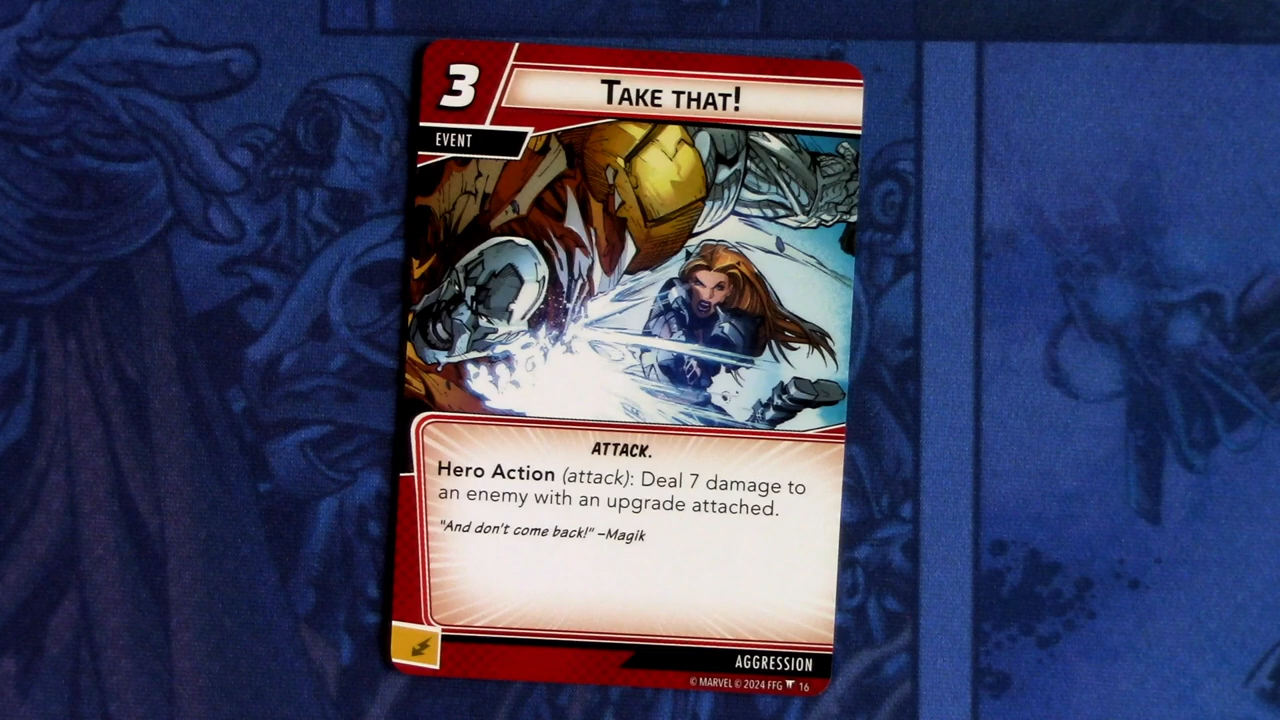 3
TAKE THAT!
EVENT
ATTACK.
Hero Action (attack): Deal 7 damage to
an enemy with an upgrade attached.
"And don't come back!" –Magik
AGGRESSION
© MARVEL © 2024 FFG 16